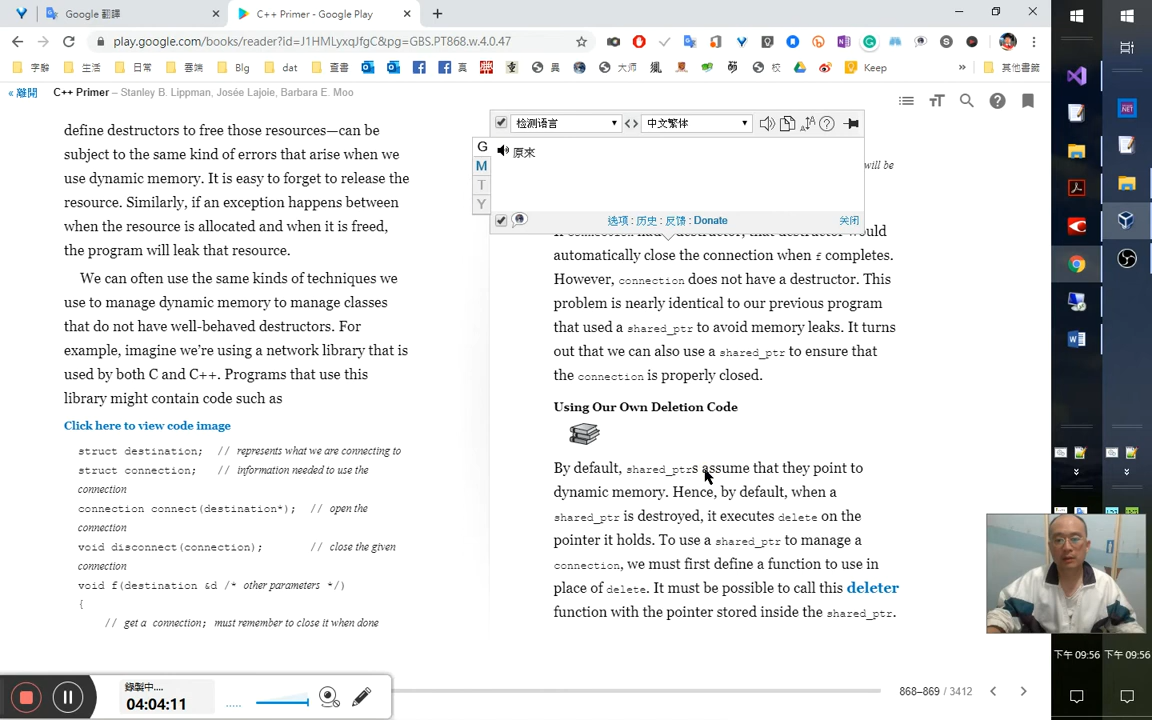 Google 翻譯
C++ Primer - Google Play
play.google.com/books/reader?id=J1HMLyxqJfgC&pg=GBS.PT868.w.4.0.47
字辭
生活
日常
雲端
Blg
dat
查書
真
異
大师
校
Keep
其他書籤
« 離開
C++ Primer – Stanley B. Lippman, Josée Lajoie, Barbara E. Moo
define destructors to free those resources—can be
subject to the same kind of errors that arise when we
use dynamic memory. It is easy to forget to release the
resource. Similarly, if an exception happens between
when the resource is allocated and when it is freed,
the program will leak that resource.
We can often use the same kinds of techniques we
use to manage dynamic memory to manage classes
that do not have well-behaved destructors. For
example, imagine we’re using a network library that is
used by both C and C++. Programs that use this
library might contain code such as
Click here to view code image
struct destination; // represents what we are connecting to
struct connection; // information needed to use the
connection
connection connect(destination*); // open the
connection
void disconnect(connection); // close the given
connection
void f(destination &d /* other parameters */)
{
// get a connection; must remember to close it when done
检测语言
中文繁体
G
M
T
Y
原來
选项 : 历史 : 反馈 : Donate
关闭
will be
destructor, that destructor would
automatically close the connection when f completes.
However, connection does not have a destructor. This
problem is nearly identical to our previous program
that used a shared_ptr to avoid memory leaks. It turns
out that we can also use a shared_ptr to ensure that
the connection is properly closed.
Using Our Own Deletion Code
By default, shared_ptrs assume that they point to
dynamic memory. Hence, by default, when a
shared_ptr is destroyed, it executes delete on the
pointer it holds. To use a shared_ptr to manage a
connection, we must first define a function to use in
place of delete. It must be possible to call this deleter
function with the pointer stored inside the shared_ptr.
868–869 / 3412
錄製中....
04:04:11
下午 09:56
下午 09:56